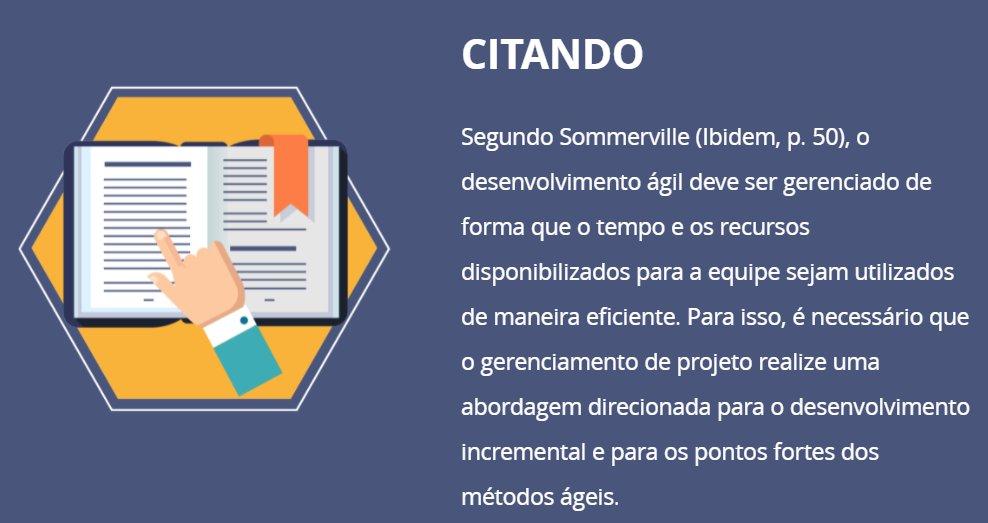 CITANDO
Segundo Sommerville (Ibidem, p. 50), o
desenvolvimento ágil deve ser gerenciado de
forma que o tempo e os recursos
disponibilizados para a equipe sejam utilizados
de maneira eficiente. Para isso, é necessário que
o gerenciamento de projeto realize uma
abordagem direcionada para o desenvolvimento
incremental e para os pontos fortes dos
métodos ágeis.